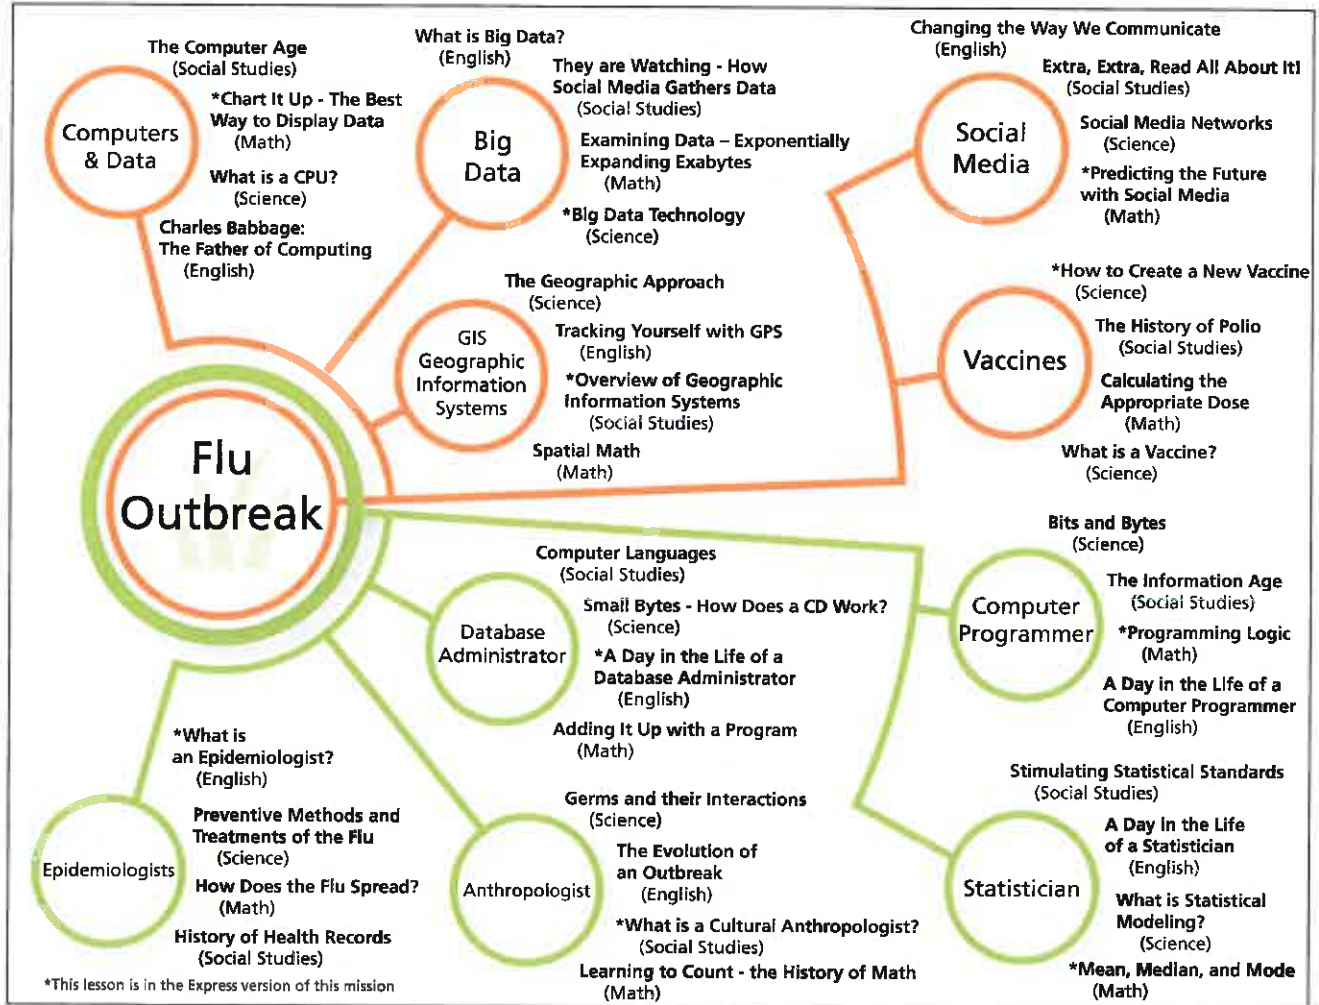 The Computer Age
(Social Studies)
*Chart It Up - The Best
Way to Display Data
(Math)
What is a CPU?
(Science)
Charles Babbage:
The Father of Computing
(English)
Computers
& Data
What is Big Data?
(English)
They are Watching - How
Social Media Gathers Data
(Social Studies)
Examining Data – Exponentially
Expanding Exabytes
(Math)
*Big Data Technology
(Science)
Big
Data
Changing the Way We Communicate
(English)
Extra, Extra, Read All About It!
(Social Studies)
Social Media Networks
(Science)
*Predicting the Future
with Social Media
(Math)
Social
Media
The Geographic Approach
(Science)
Tracking Yourself with GPS
(English)
*Overview of Geographic
Information Systems
(Social Studies)
Spatial Math
(Math)
GIS
Geographic
Information
Systems
*How to Create a New Vaccine
(Science)
The History of Polio
(Social Studies)
Calculating the
Appropriate Dose
(Math)
What is a Vaccine?
(Science)
Vaccines
Flu
Outbreak
Computer Languages
(Social Studies)
Small Bytes - How Does a CD Work?
(Science)
*A Day in the Life of a
Database Administrator
(English)
Adding It Up with a Program
(Math)
Database
Administrator
Bits and Bytes
(Science)
The Information Age
(Social Studies)
*Programming Logic
(Math)
A Day in the Life of a
Computer Programmer
(English)
Computer
Programmer
*What is
an Epidemiologist?
(English)
Preventive Methods and
Treatments of the Flu
(Science)
How Does the Flu Spread?
(Math)
History of Health Records
(Social Studies)
Epidemiologists
Germs and their Interactions
(Science)
The Evolution of
an Outbreak
(English)
*What is a Cultural Anthropologist?
(Social Studies)
Learning to Count - the History of Math
(Math)
Anthropologist
Stimulating Statistical Standards
(Social Studies)
A Day in the Life
of a Statistician
(English)
What is Statistical
Modeling?
(Science)
*Mean, Median, and Mode
(Math)
Statistician
*This lesson is in the Express version of this mission